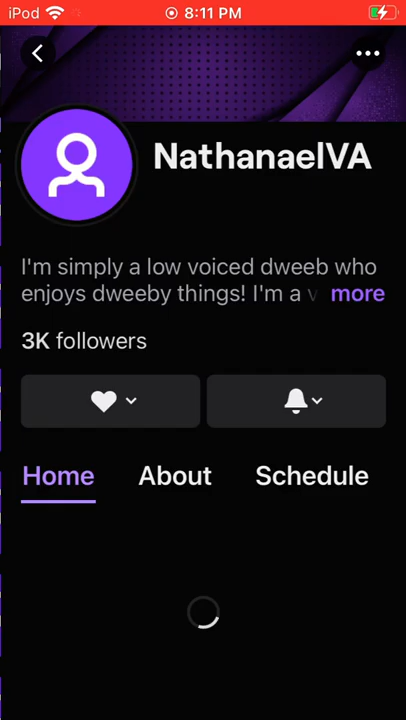 iPod 8:11 PM
NathanaelVA
I'm simply a low voiced dweeb who
enjoys dweeby things! I'm a v more
3K followers
Home About Schedule